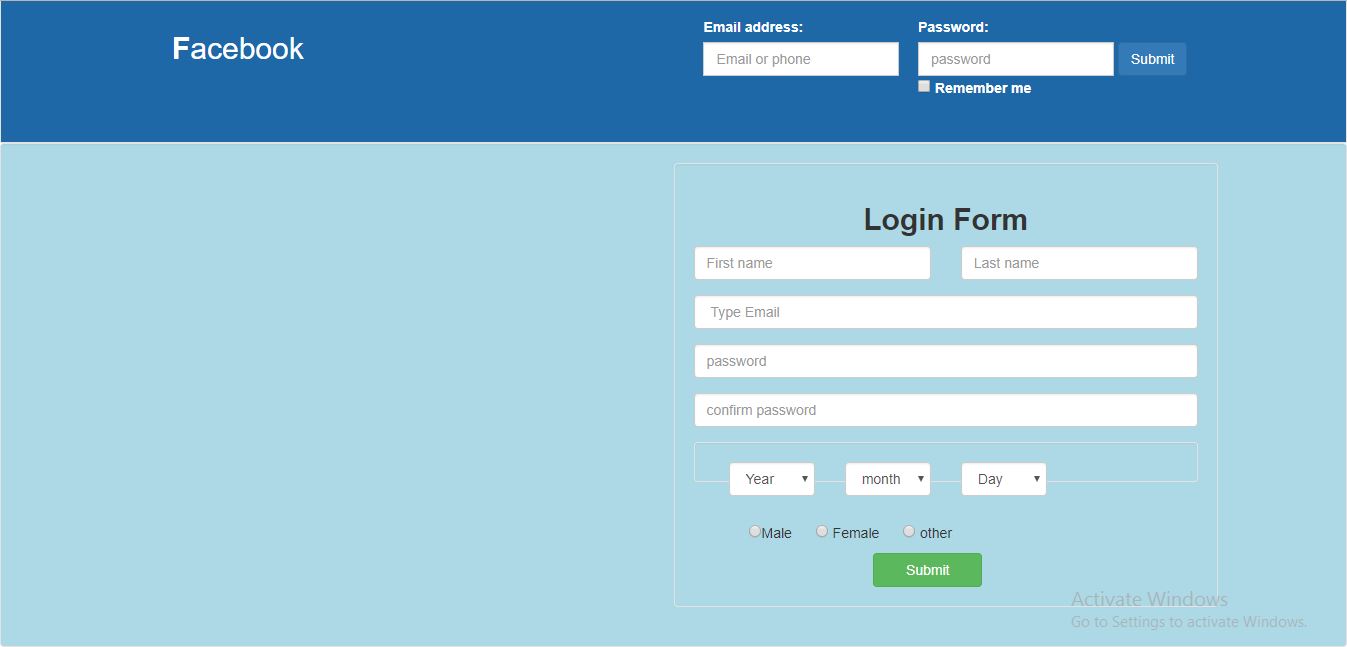 Facebook
Email address: Password:
Email or phone password Submit
Remember me
Login Form
First name Last name
Type Email
password
confirm password
Year month Day
Male Female other
Submit
Activate Windows
Go to Settings to activate Windows.